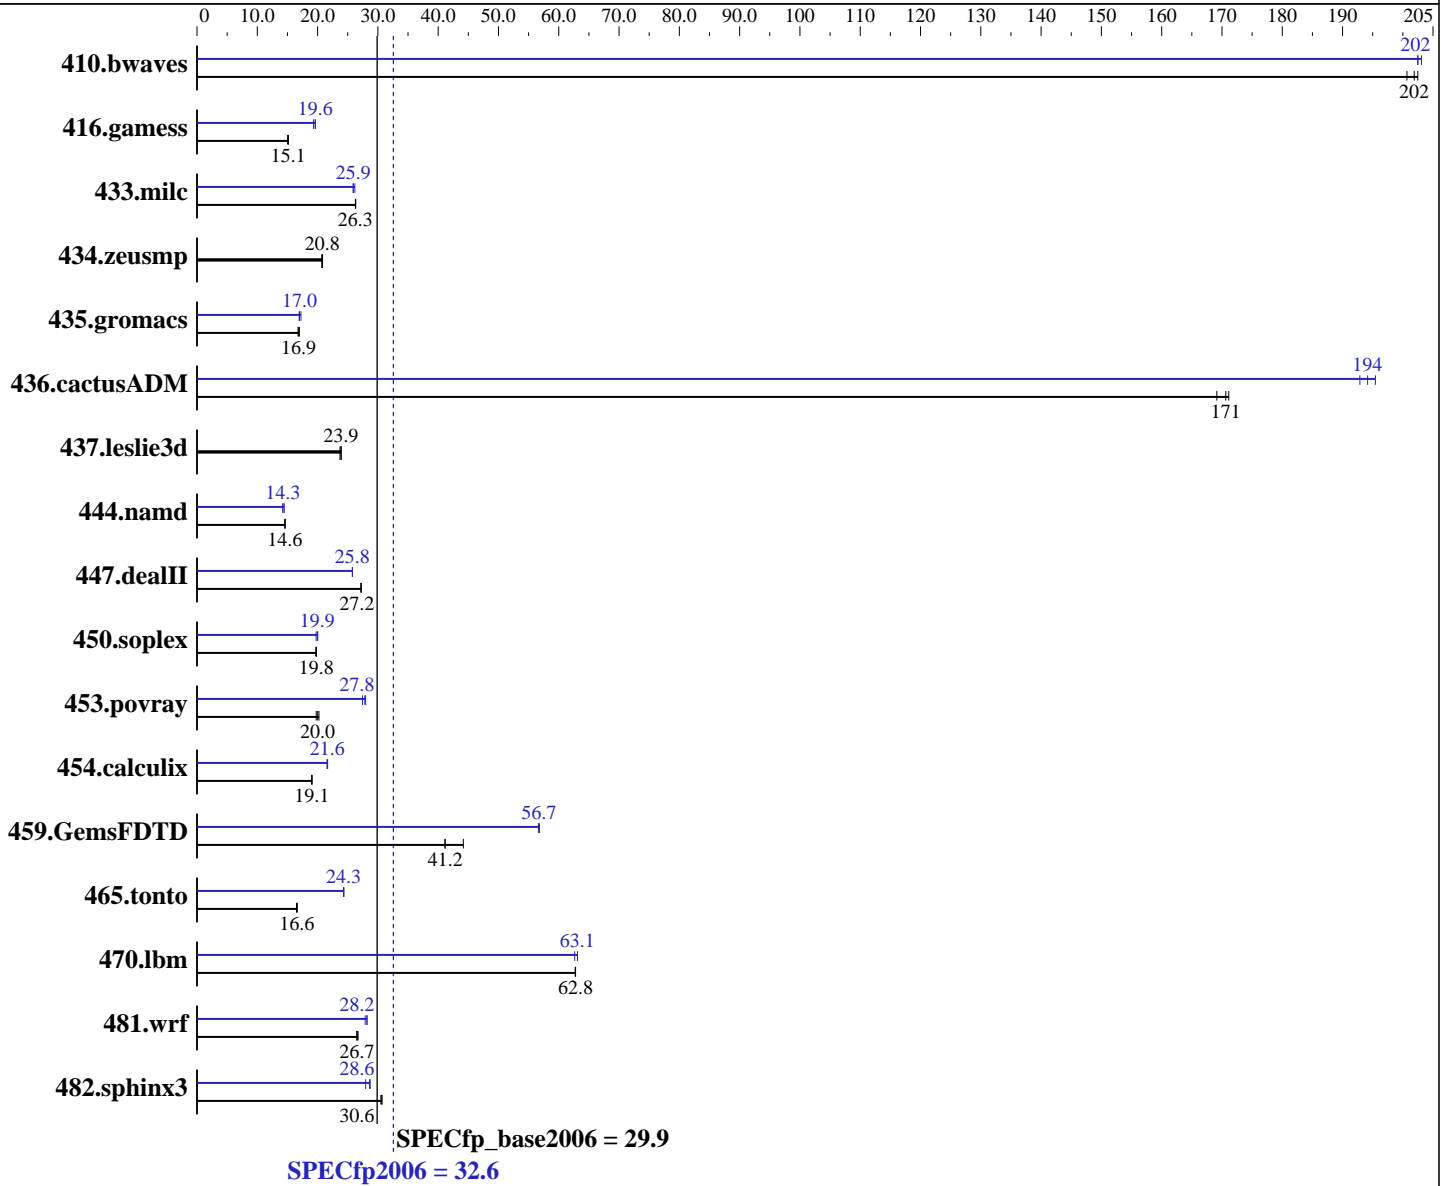 0 10.0 20.0 30.0 40.0 50.0 60.0 70.0 80.0 90.0 100 110 120 130 140 150 160 170 180 190 205
410.bwaves
202
202
416.gamess
19.6
15.1
433.milc
25.9
26.3
434.zeusmp
20.8
435.gromacs
17.0
16.9
436.cactusADM
194
171
437.leslie3d
23.9
444.namd
14.3
14.6
447.dealII
25.8
27.2
450.soplex
19.9
19.8
453.povray
27.8
20.0
454.calculix
21.6
19.1
459.GemsFDTD
56.7
41.2
465.tonto
24.3
16.6
470.lbm
63.1
62.8
481.wrf
28.2
26.7
482.sphinx3
28.6
30.6
SPECfp_base2006 = 29.9
SPECfp2006 = 32.6